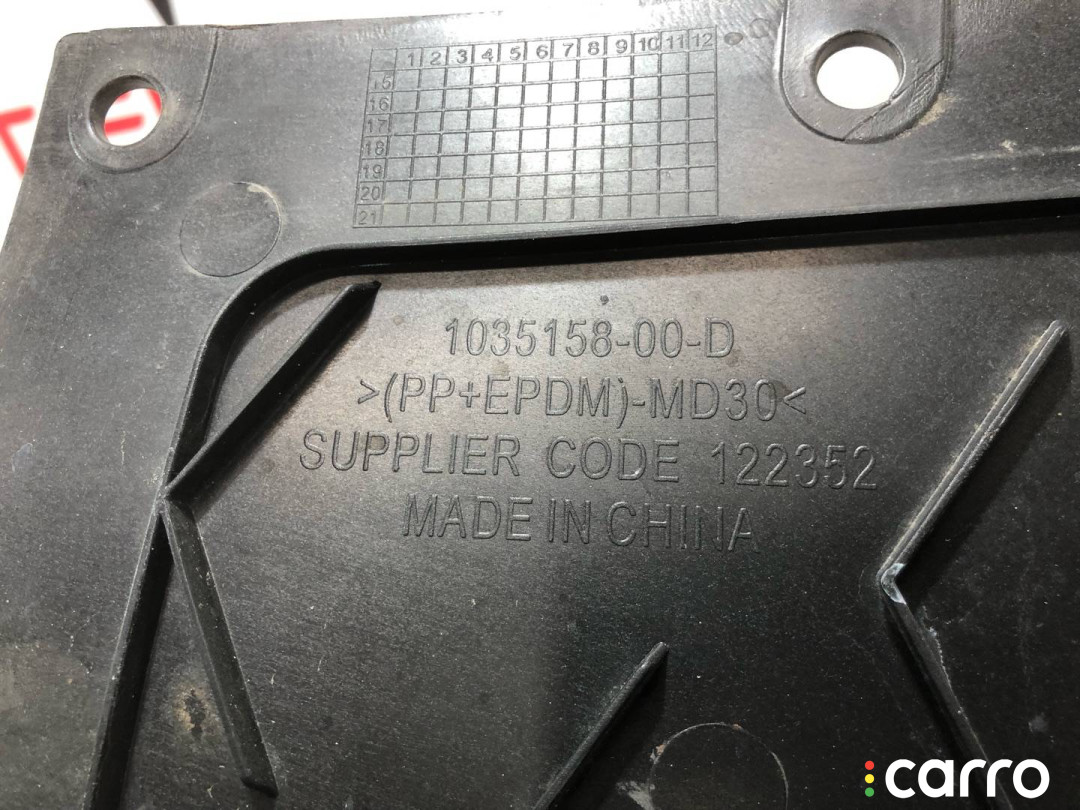 1 2 3 4 5 6 7 8 9 10 11 12
15
16
17
18
19
20
21
1035158-00-D
>(PP+EPDM)-MD30<
SUPPLIER CODE 122352
MADE IN CHINA
carro